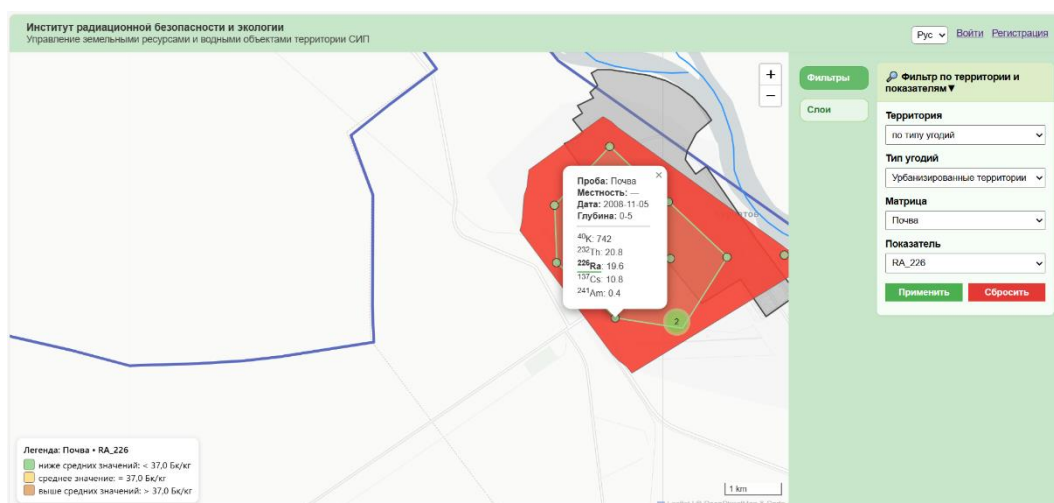 Институт радиационной безопасности и экологии
Управление земельными ресурсами и водными объектами территории СИП
Рус
Войти Регистрация
+
−
Фильтры
Слои
🔎 Фильтр по территории и
показателям▼
Территория
по типу угодий
Тип угодий
Урбанизированные территории
Матрица
Почва
Показатель
RA_226
Применить
Сбросить
×
Проба: Почва
Местность: —
Дата: 2008-11-05
Глубина: 0-5
⁴⁰K: 742
²³²Th: 20.8
²²⁶Ra: 19.6
¹³⁷Cs: 10.8
²⁴¹Am: 0.4
2
Легенда: Почва • RA_226
ниже средних значений: < 37,0 Бк/кг
среднее значение: = 37,0 Бк/кг
выше средних значений: > 37,0 Бк/кг
1 km